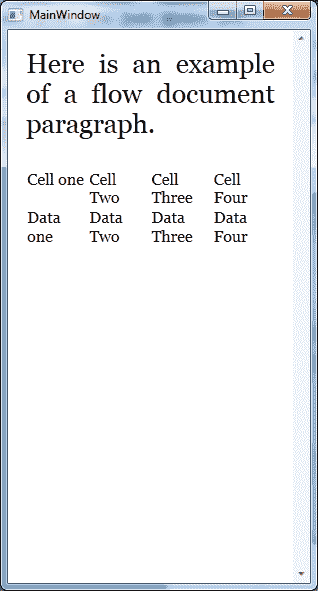 MainWindow
Here is an example
of a flow document
paragraph.
Cell one Cell Cell Cell
Two Three Four
Data Data Data Data
one Two Three Four